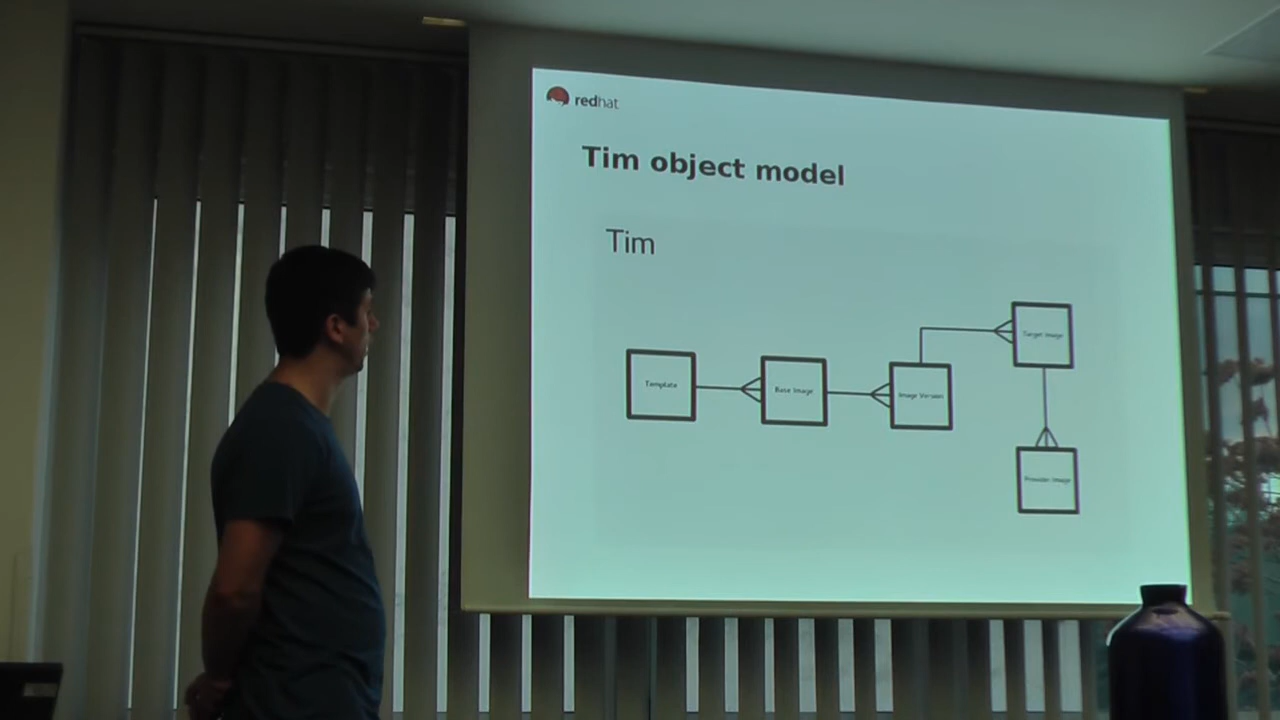 redhat
Tim object model
Tim
Target Image
Template
Base Image
Image Version
Provider Image